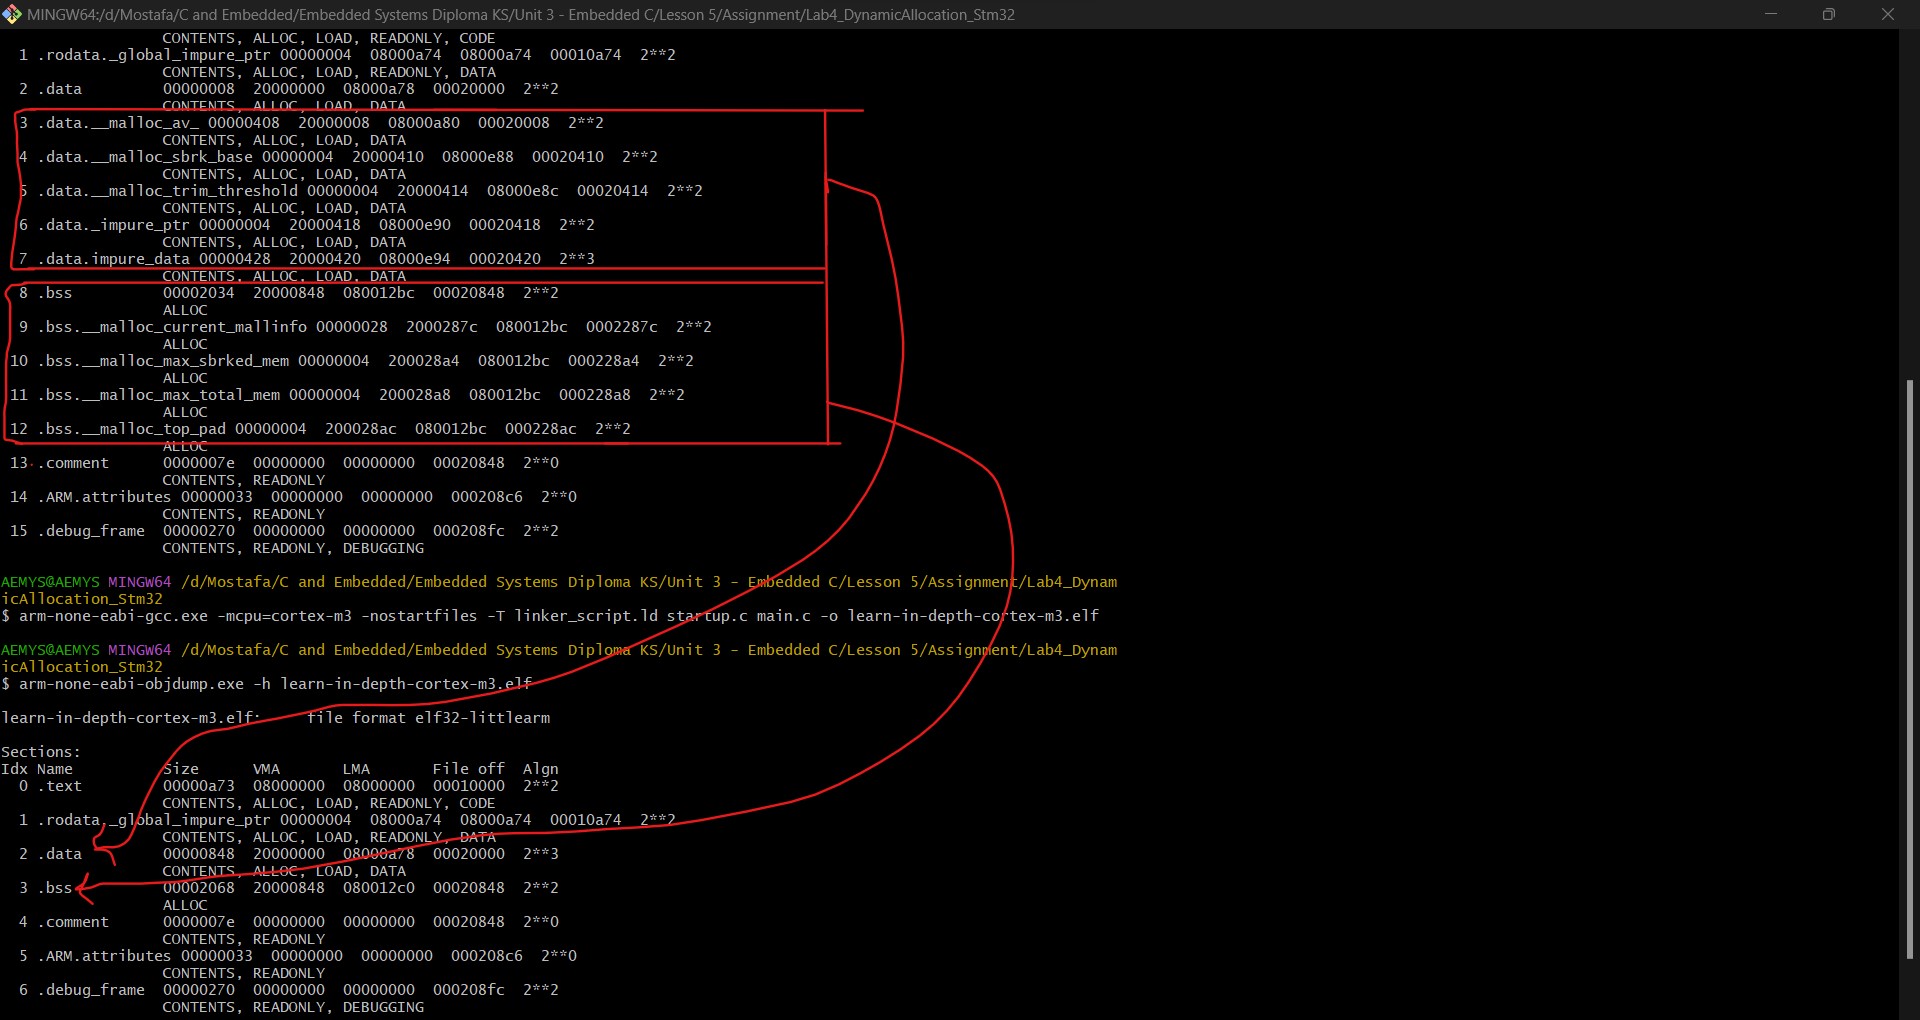 MINGW64:/d/Mostafa/C and Embedded/Embedded Systems Diploma KS/Unit 3 - Embedded C/Lesson 5/Assignment/Lab4_DynamicAllocation_Stm32
CONTENTS, ALLOC, LOAD, READONLY, CODE
1 .rodata._global_impure_ptr 00000004 08000a74 08000a74 00010a74 2**2
CONTENTS, ALLOC, LOAD, READONLY, DATA
2 .data 00000008 20000000 08000a78 00020000 2**2
CONTENTS, ALLOC, LOAD, DATA
3 .data.__malloc_av_ 00000408 20000008 08000a80 00020008 2**2
CONTENTS, ALLOC, LOAD, DATA
4 .data.__malloc_sbrk_base 00000004 20000410 08000e88 00020410 2**2
CONTENTS, ALLOC, LOAD, DATA
5 .data.__malloc_trim_threshold 00000004 20000414 08000e8c 00020414 2**2
CONTENTS, ALLOC, LOAD, DATA
6 .data._impure_ptr 00000004 20000418 08000e90 00020418 2**2
CONTENTS, ALLOC, LOAD, DATA
7 .data.impure_data 00000428 20000420 08000e94 00020420 2**3
CONTENTS, ALLOC, LOAD, DATA
8 .bss 00002034 20000848 080012bc 00020848 2**2
ALLOC
9 .bss.__malloc_current_mallinfo 00000028 2000287c 080012bc 0002287c 2**2
ALLOC
10 .bss.__malloc_max_sbrked_mem 00000004 200028a4 080012bc 000228a4 2**2
ALLOC
11 .bss.__malloc_max_total_mem 00000004 200028a8 080012bc 000228a8 2**2
ALLOC
12 .bss.__malloc_top_pad 00000004 200028ac 080012bc 000228ac 2**2
ALLOC
13 .comment 0000007e 00000000 00000000 00020848 2**0
CONTENTS, READONLY
14 .ARM.attributes 00000033 00000000 00000000 000208c6 2**0
CONTENTS, READONLY
15 .debug_frame 00000270 00000000 00000000 000208fc 2**2
CONTENTS, READONLY, DEBUGGING
AEMYS@AEMYS MINGW64 /d/Mostafa/C and Embedded/Embedded Systems Diploma KS/Unit 3 - Embedded C/Lesson 5/Assignment/Lab4_Dynam
icAllocation_Stm32
$ arm-none-eabi-gcc.exe -mcpu=cortex-m3 -nostartfiles -T linker_script.ld startup.c main.c -o learn-in-depth-cortex-m3.elf
AEMYS@AEMYS MINGW64 /d/Mostafa/C and Embedded/Embedded Systems Diploma KS/Unit 3 - Embedded C/Lesson 5/Assignment/Lab4_Dynam
icAllocation_Stm32
$ arm-none-eabi-objdump.exe -h learn-in-depth-cortex-m3.elf
learn-in-depth-cortex-m3.elf: file format elf32-littlearm
Sections:
Idx Name Size VMA LMA File off Algn
0 .text 00000a73 08000000 08000000 00010000 2**2
CONTENTS, ALLOC, LOAD, READONLY, CODE
1 .rodata._global_impure_ptr 00000004 08000a74 08000a74 00010a74 2**2
CONTENTS, ALLOC, LOAD, READONLY, DATA
2 .data 00000848 20000000 08000a78 00020000 2**3
CONTENTS, ALLOC, LOAD, DATA
3 .bss 00002068 20000848 080012c0 00020848 2**2
ALLOC
4 .comment 0000007e 00000000 00000000 00020848 2**0
CONTENTS, READONLY
5 .ARM.attributes 00000033 00000000 00000000 000208c6 2**0
CONTENTS, READONLY
6 .debug_frame 00000270 00000000 00000000 000208fc 2**2
CONTENTS, READONLY, DEBUGGING